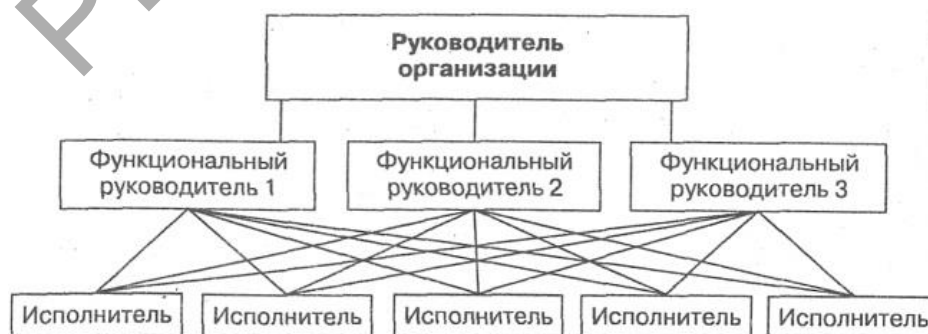 Руководитель
организации
Функциональный
руководитель 1
Функциональный
руководитель 2
Функциональный
руководитель 3
Исполнитель
Исполнитель
Исполнитель
Исполнитель
Исполнитель